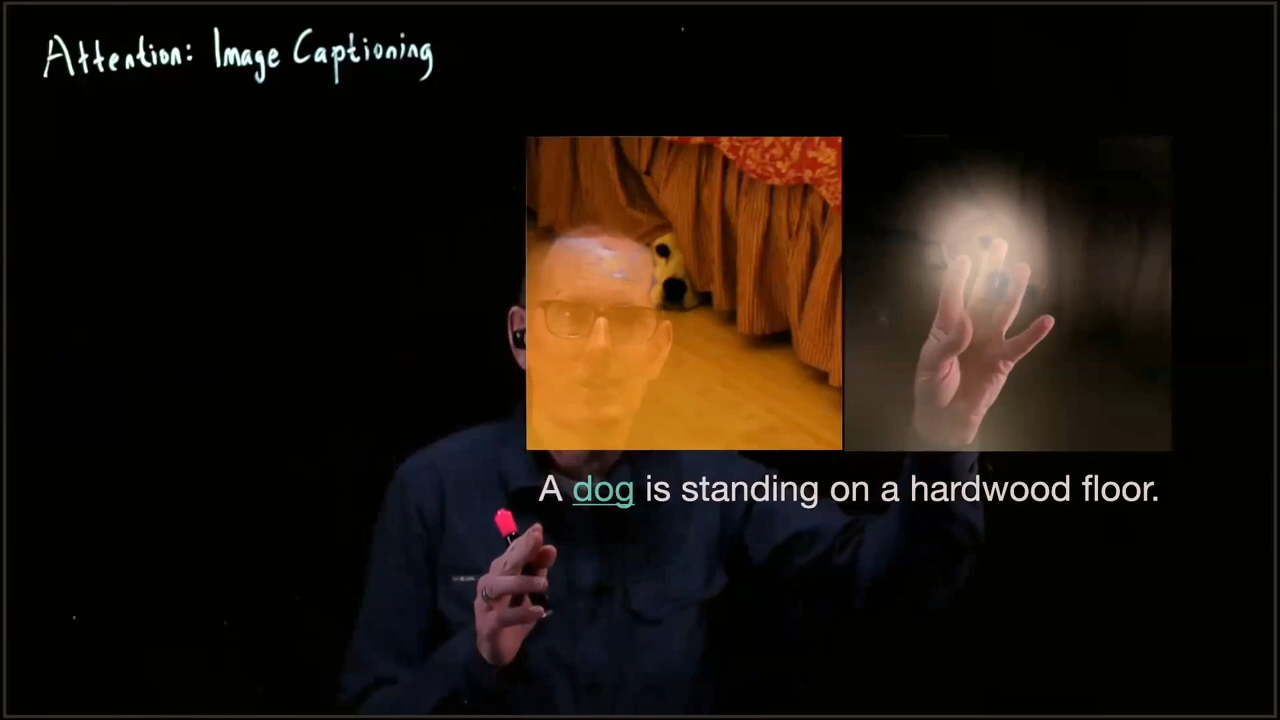 Attention: Image Captioning
A dog is standing on a hardwood floor.